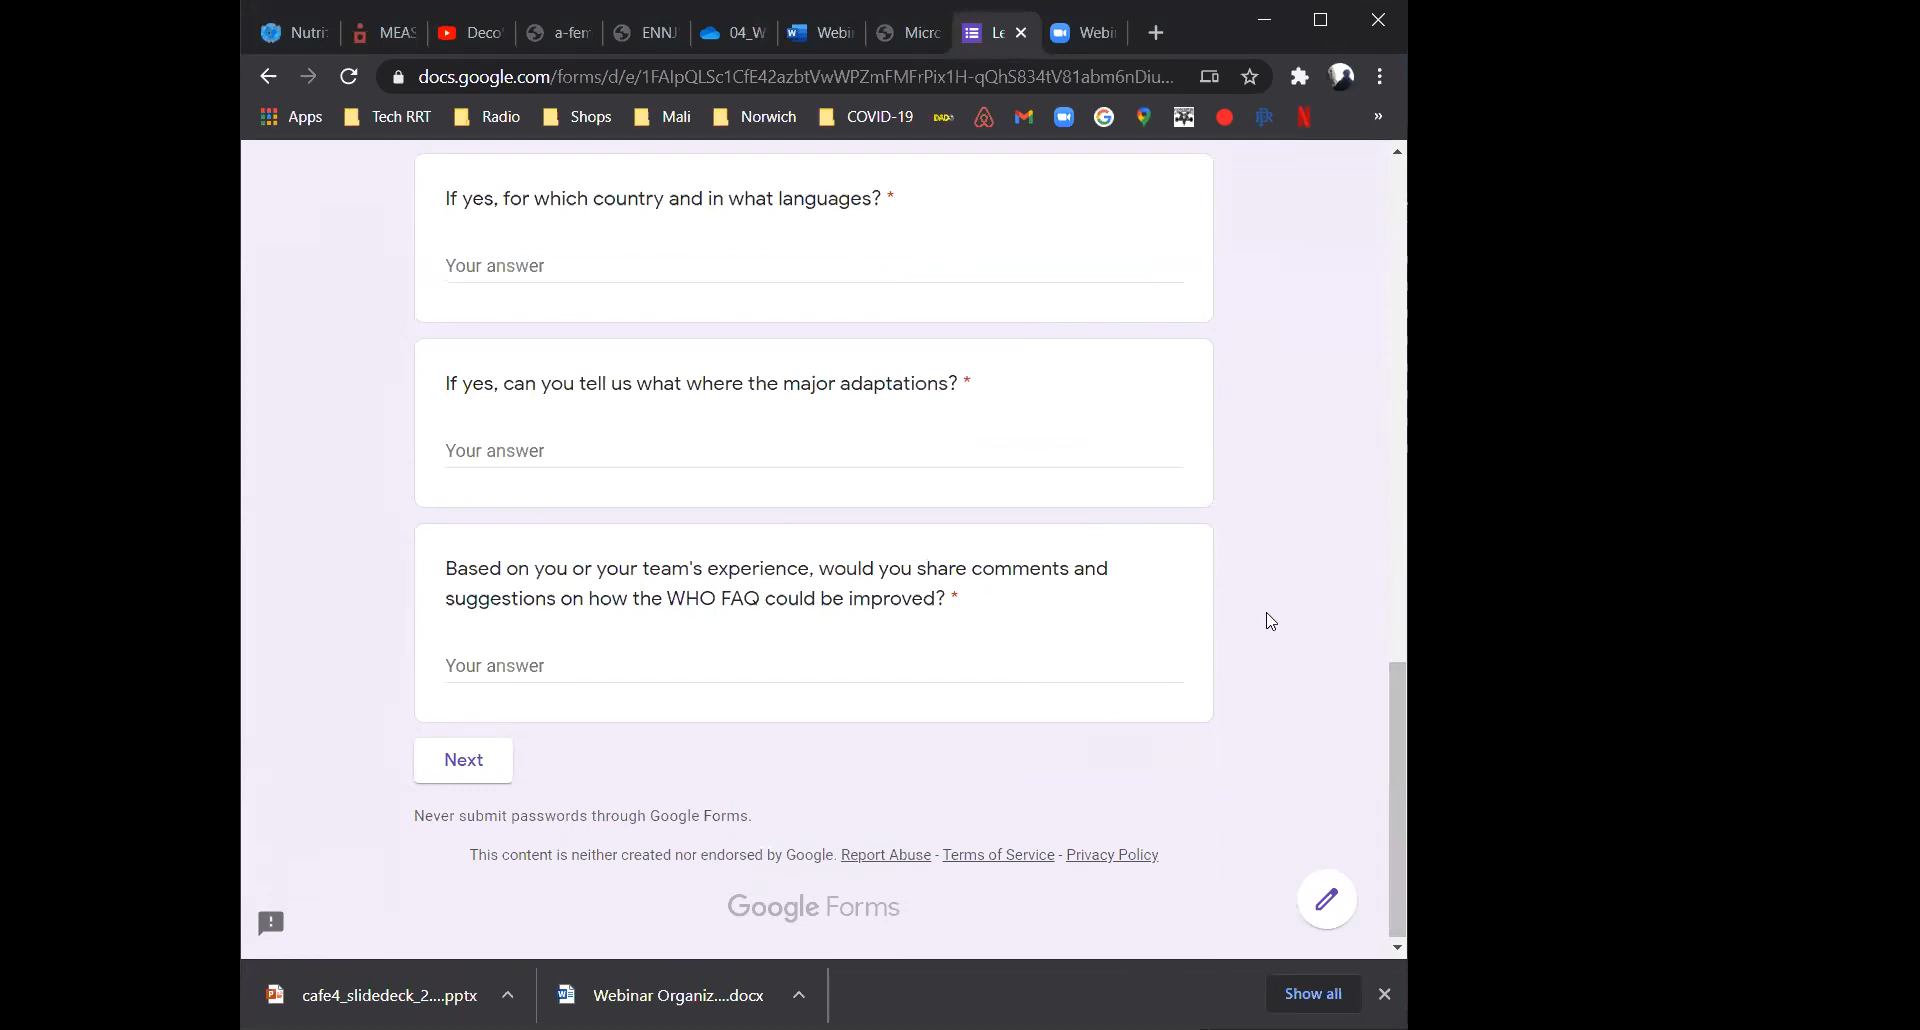 Nutri
MEAS
Deco
a-fem
ENNJ
04_W
Webi
Micro
Le
Webi
docs.google.com/forms/d/e/1FAIpQLSc1CfE42azbtVwWPZmFMFrPix1H-qQhS834tV81abm6nDiu...
Apps
Tech RRT
Radio
Shops
Mali
Norwich
COVID-19
DADA
»
If yes, for which country and in what languages? *
Your answer
If yes, can you tell us what where the major adaptations? *
Your answer
Based on you or your team's experience, would you share comments and
suggestions on how the WHO FAQ could be improved? *
Your answer
Next
Never submit passwords through Google Forms.
This content is neither created nor endorsed by Google. Report Abuse - Terms of Service - Privacy Policy
Google Forms
cafe4_slidedeck_2....pptx
Webinar Organiz....docx
Show all